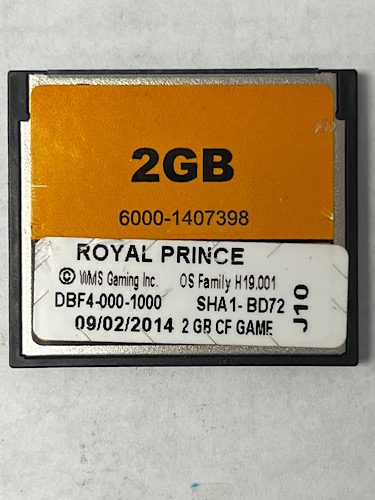 2GB
6000-1407398
ROYAL PRINCE
© WMS Gaming Inc. OS Family H19.001
DBF4-000-1000 SHA1- BD72
09/02/2014 2 GB CF GAME
J10